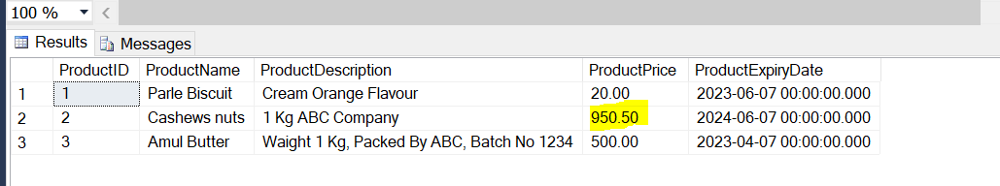 100 %
Results Messages
ProductID ProductName ProductDescription ProductPrice ProductExpiryDate
1 1 Parle Biscuit Cream Orange Flavour 20.00 2023-06-07 00:00:00.000
2 2 Cashews nuts 1 Kg ABC Company 950.50 2024-06-07 00:00:00.000
3 3 Amul Butter Waight 1 Kg, Packed By ABC, Batch No 1234 500.00 2023-04-07 00:00:00.000